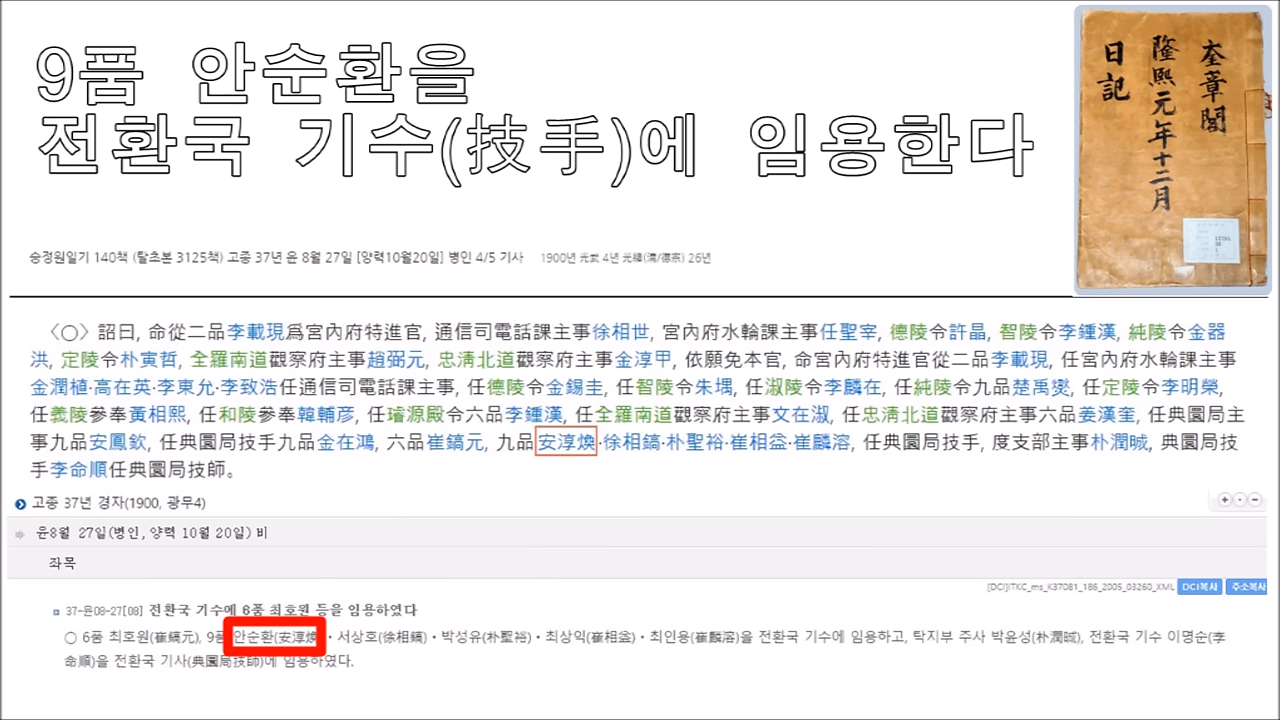 9품 안순환을
전환국 기수(技手)에 임용한다
奎章閣
隆熙元年十二月
日記
승정원일기 140책 (탈초본 3125책) 고종 37년 윤 8월 27일 [양력10월20일] 병인 4/5 기사 1900년 光武 4년 光緖(淸/德宗) 26년
〈○〉詔曰, 命從二品李載現爲宮內府特進官, 通信司電話課主事徐相世, 宮內府水輪課主事任聖宰, 德陵令許晶, 智陵令李鍾漢, 純陵令金器
洪, 定陵令朴寅哲, 全羅南道觀察府主事趙弼元, 忠淸北道觀察府主事金淳甲, 依願免本官, 命宮內府特進官從二品李載現, 任宮內府水輪課主事
金潤植·高在英·李東允·李致浩任通信司電話課主事, 任德陵令金錫圭, 任智陵令朱堣, 任淑陵令李麟在, 任純陵令九品楚禹爕, 任定陵令李明榮,
任義陵參奉黃相熙, 任和陵參奉韓輔彦, 任璿源殿令六品李鍾漢, 任全羅南道觀察府主事文在淑, 任忠淸北道觀察府主事六品姜漢奎, 任典圜局主
事九品安鳳欽, 任典圜局技手九品金在鴻, 六品崔鎬元, 九品安淳煥·徐相鎬·朴聖裕·崔相益·崔麟溶, 任典圜局技手, 度支部主事朴潤晠, 典圜局技
手李命順任典圜局技師。
고종 37년 경자(1900, 광무4)
윤8월 27일(병인, 양력 10월 20일) 비
좌목
[DCI]ITKC_ms_K37081_186_2005_03260_XML DCI복사 주소복사
37-윤08-27[08] 전환국 기수에 6품 최호원 등을 임용하였다
○ 6품 최호원(崔鎬元), 9품 안순환(安淳煥)·서상호(徐相鎬)·박성유(朴聖裕)·최상익(崔相益)·최인용(崔麟溶)을 전환국 기수에 임용하고, 탁지부 주사 박윤성(朴潤晠), 전환국 기수 이명순(李
命順)을 전환국 기사(典圜局技師)에 임용하였다.